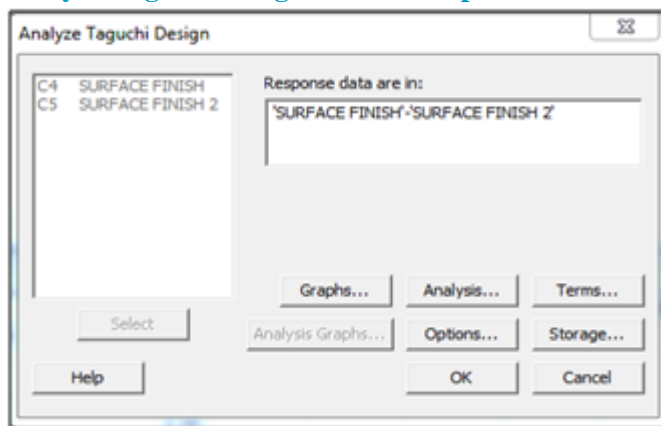 Analyze Taguchi Design
C4 SURFACE FINISH
C5 SURFACE FINISH 2
Response data are in:
'SURFACE FINISH'-'SURFACE FINISH 2'
Graphs...
Analysis...
Terms...
Select
Analysis Graphs...
Options...
Storage...
Help
OK
Cancel